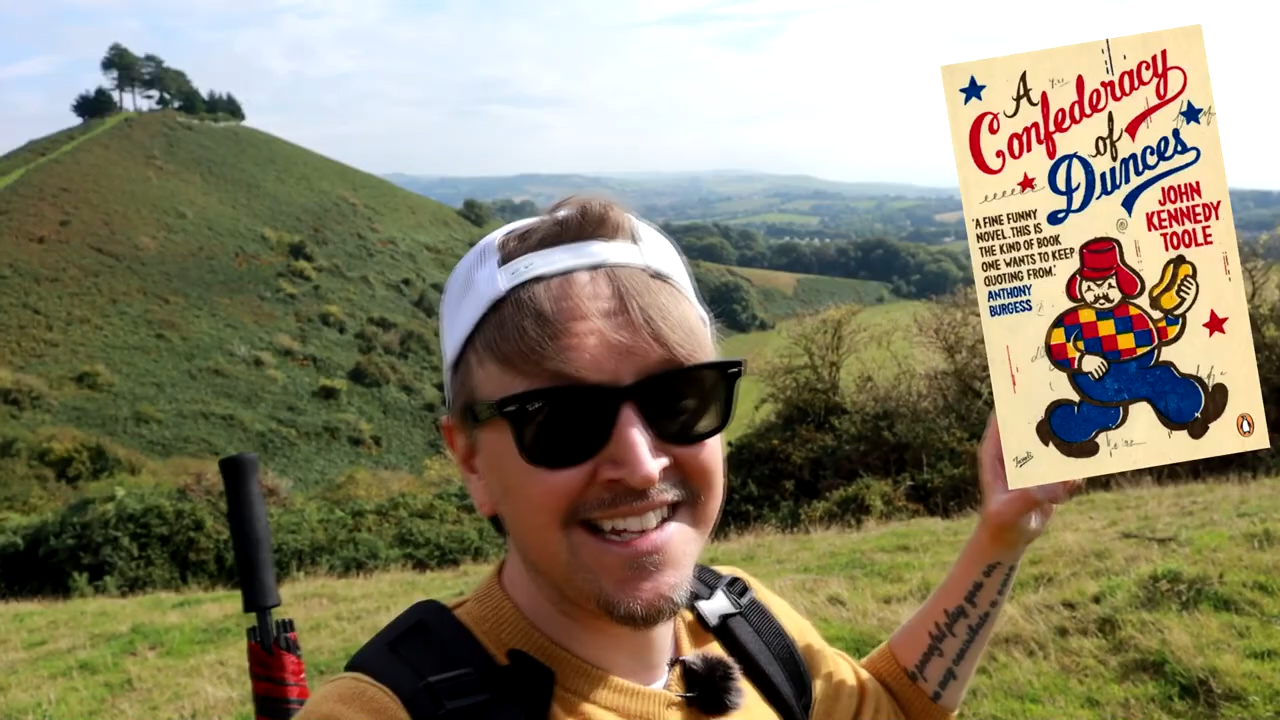 A
Confederacy
of
Dunces
JOHN
KENNEDY
TOOLE
'A FINE FUNNY
NOVEL. THIS IS
THE KIND OF BOOK
ONE WANTS TO KEEP
QUOTING FROM.'
ANTHONY
BURGESS